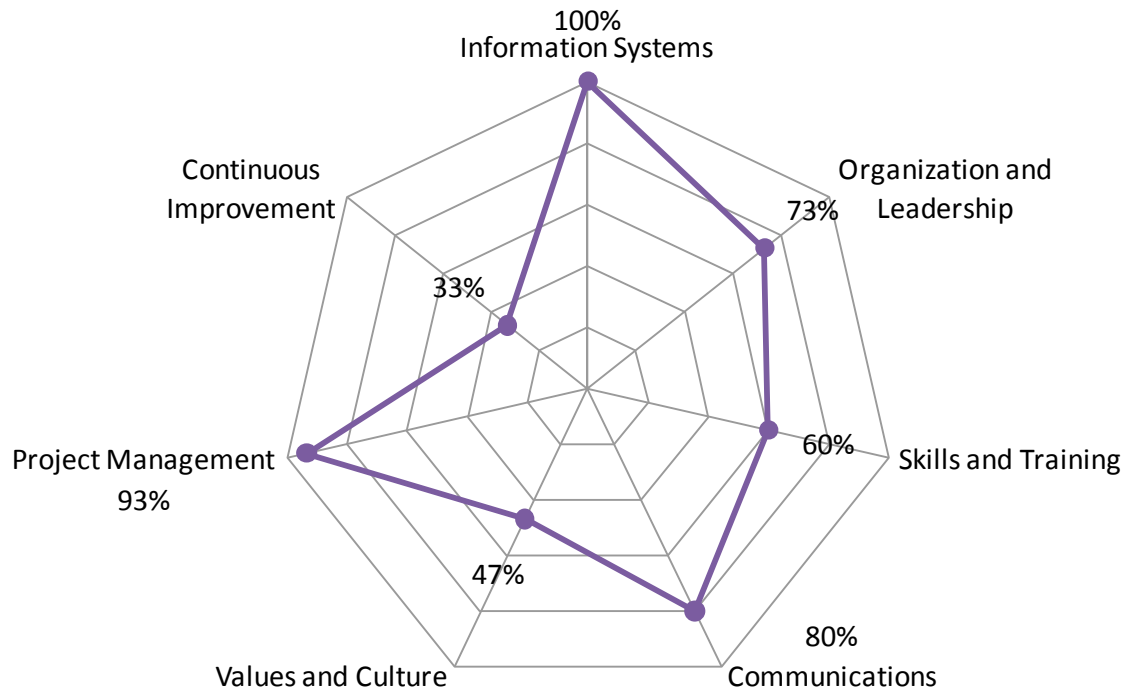 100%
Information Systems
Organization and
Leadership
73%
Continuous
Improvement
33%
60%
Skills and Training
Project Management
93%
47%
80%
Values and Culture
Communications